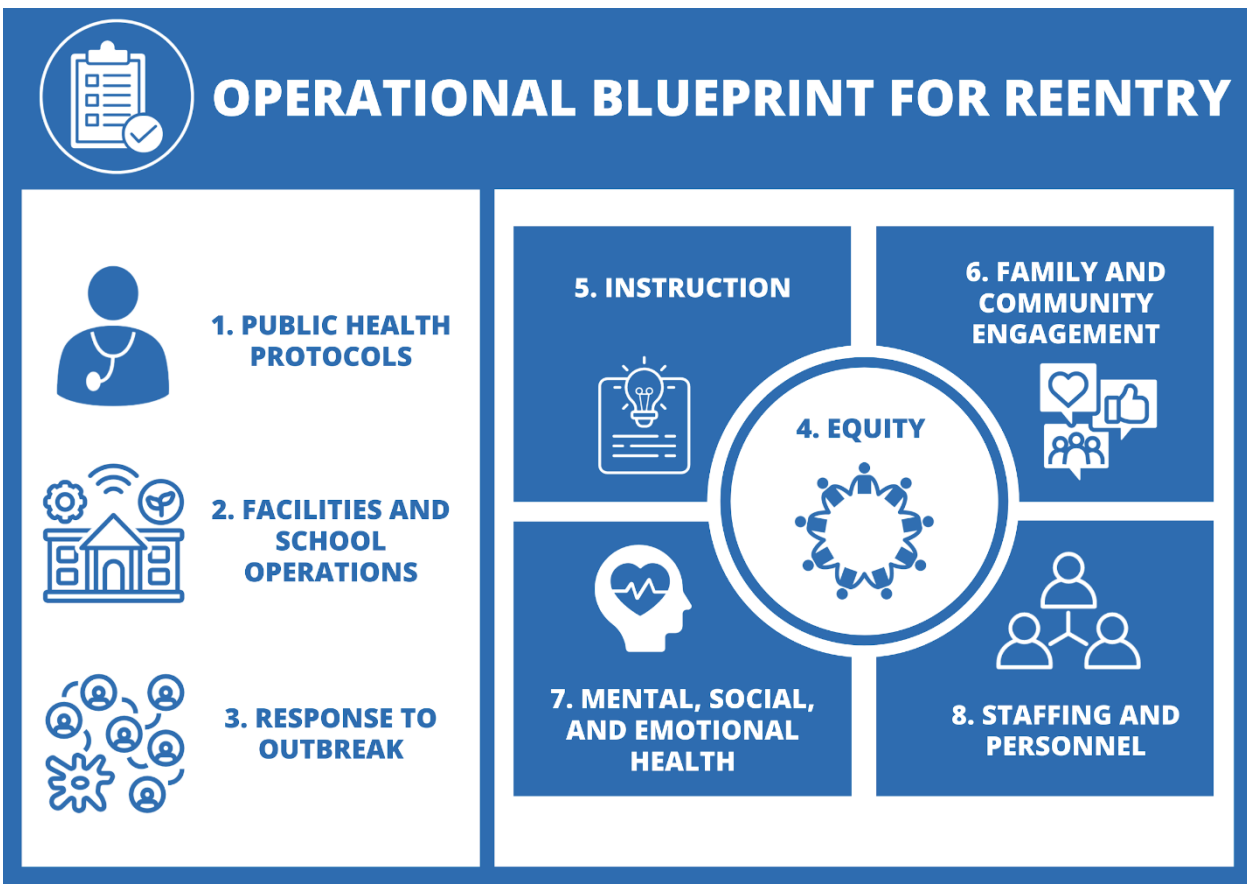 OPERATIONAL BLUEPRINT FOR REENTRY
1. PUBLIC HEALTH
PROTOCOLS
2. FACILITIES AND
SCHOOL
OPERATIONS
3. RESPONSE TO
OUTBREAK
4. EQUITY
5. INSTRUCTION
6. FAMILY AND
COMMUNITY
ENGAGEMENT
7. MENTAL, SOCIAL,
AND EMOTIONAL
HEALTH
8. STAFFING AND
PERSONNEL